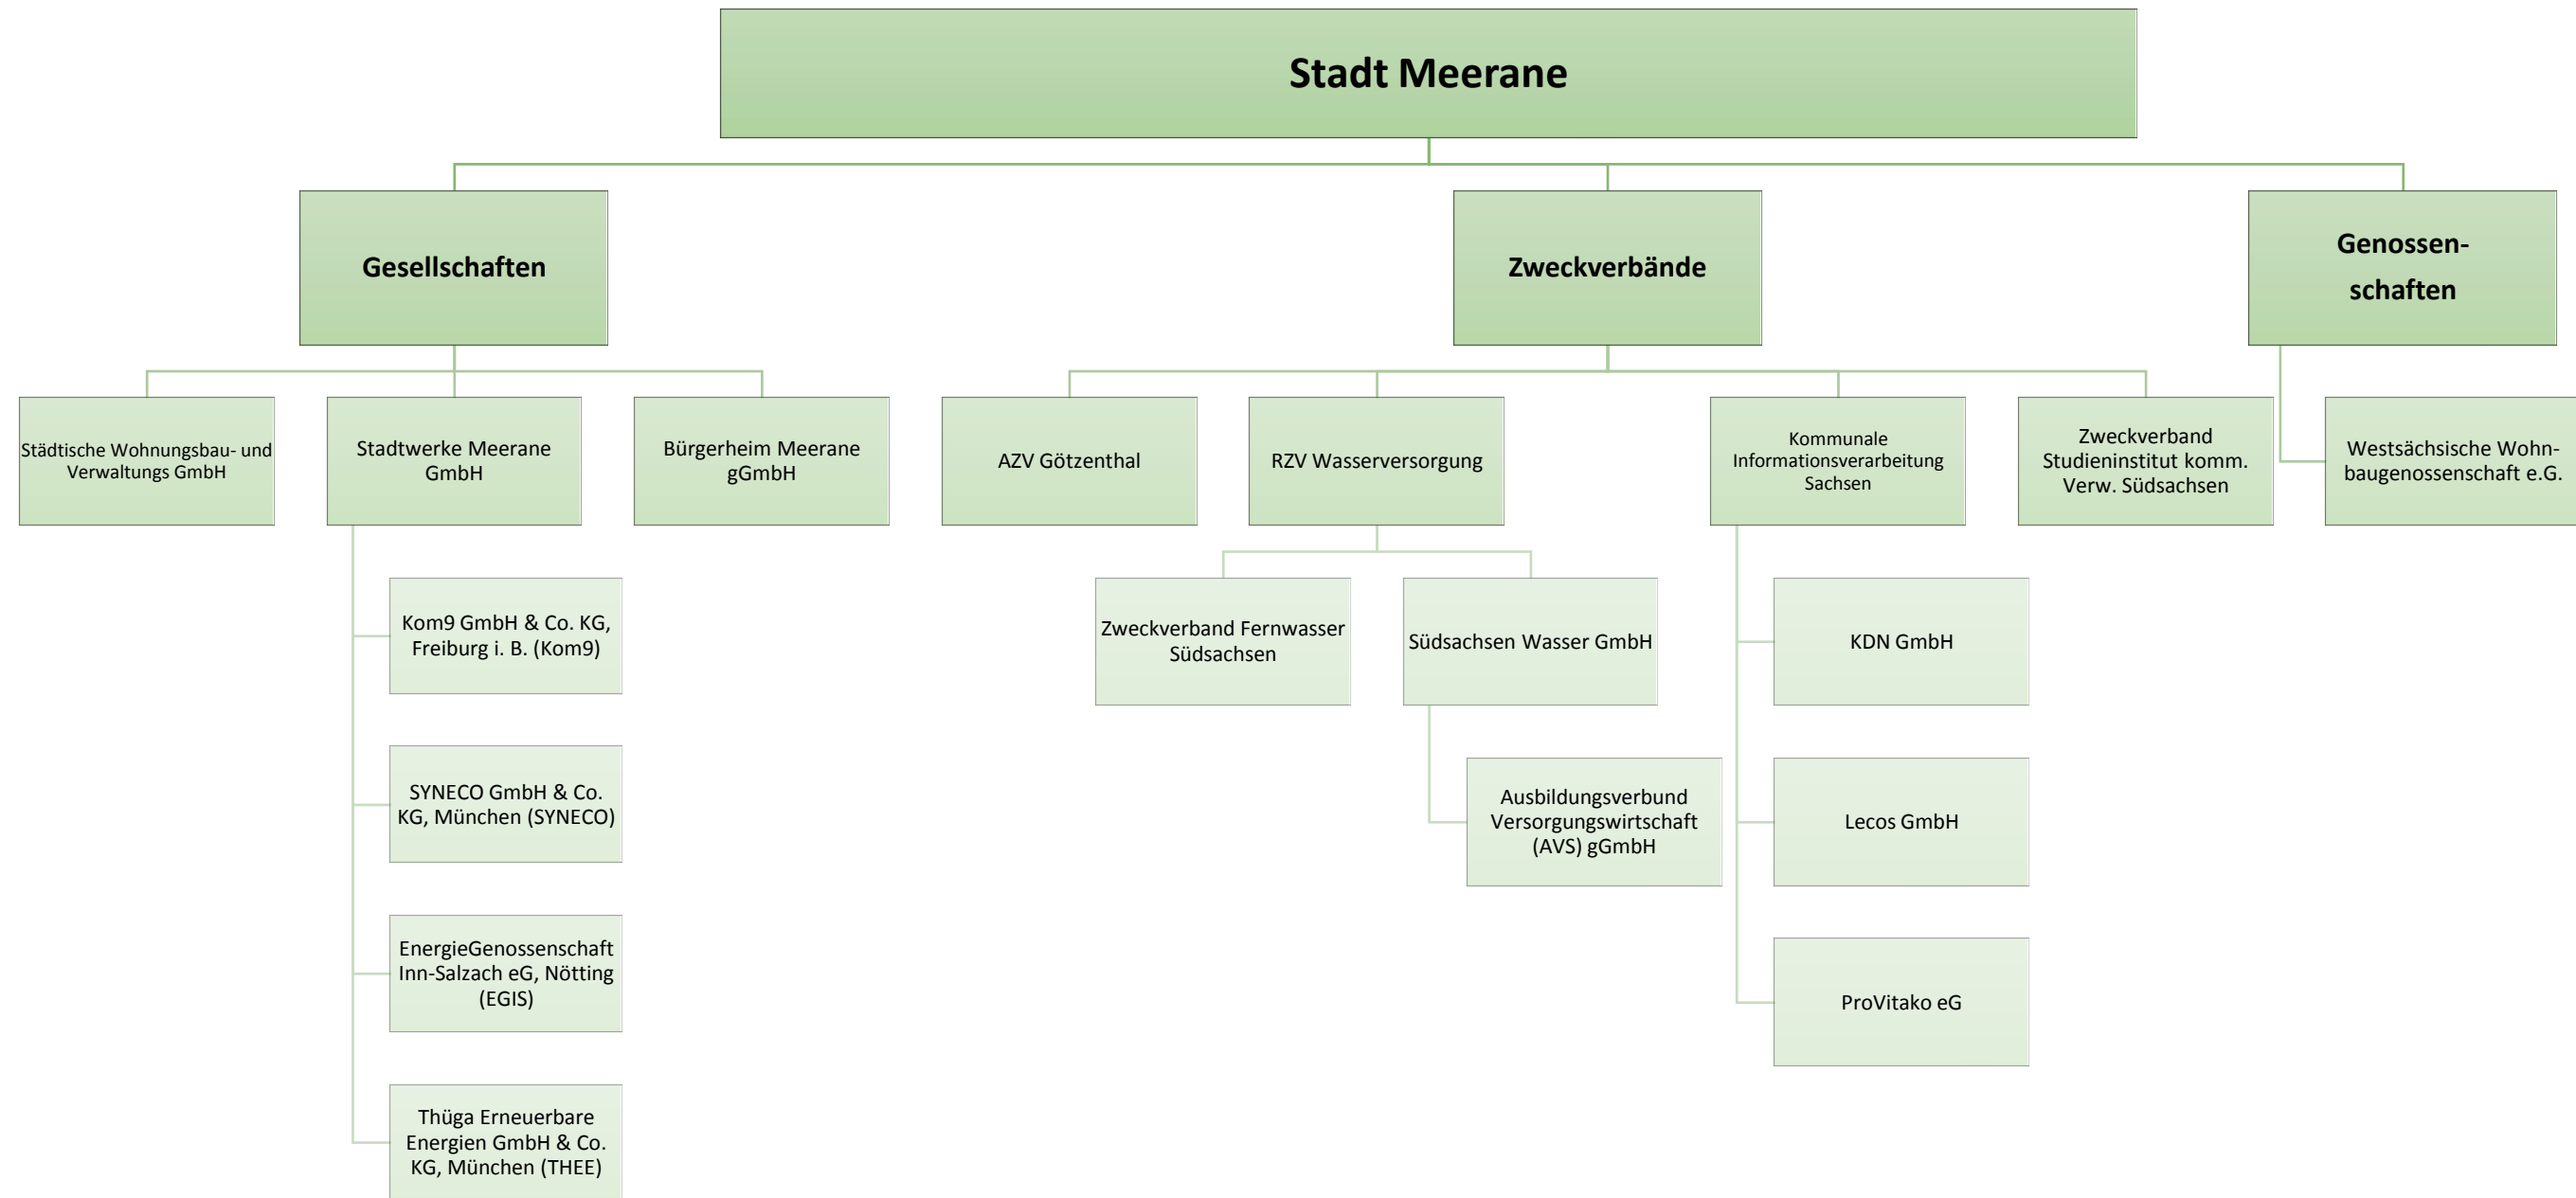 Stadt Meerane
Gesellschaften
Zweckverbände
Genossen-
schaften
Städtische Wohnungsbau- und
Verwaltungs GmbH
Stadtwerke Meerane
GmbH
Bürgerheim Meerane
gGmbH
AZV Götzenthal
RZV Wasserversorgung
Kommunale
Informationsverarbeitung
Sachsen
Zweckverband
Studieninstitut komm.
Verw. Südsachsen
Westsächsische Wohn-
baugenossenschaft e.G.
Kom9 GmbH & Co. KG,
Freiburg i. B. (Kom9)
SYNECO GmbH & Co.
KG, München (SYNECO)
EnergieGenossenschaft
Inn-Salzach eG, Nötting
(EGIS)
Thüga Erneuerbare
Energien GmbH & Co.
KG, München (THEE)
Zweckverband Fernwasser
Südsachsen
Südsachsen Wasser GmbH
Ausbildungsverbund
Versorgungswirtschaft
(AVS) gGmbH
KDN GmbH
Lecos GmbH
ProVitako eG